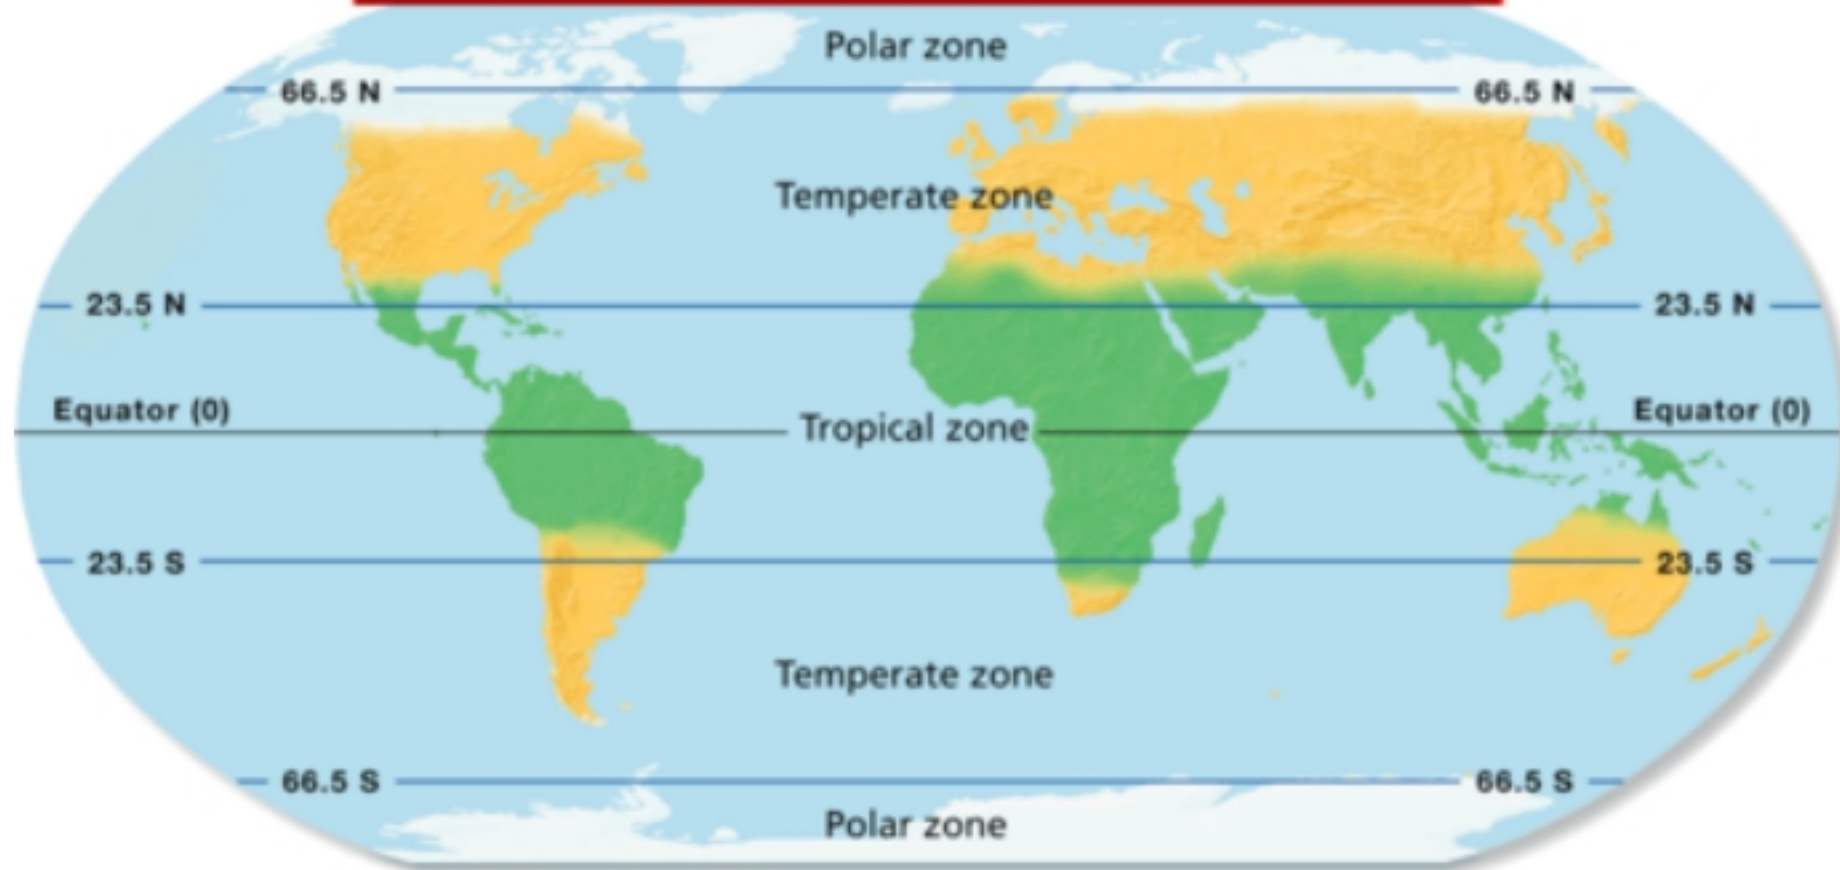 Polar zone
66.5 N
66.5 N
Temperate zone
23.5 N
23.5 N
Equator (0)
Equator (0)
Tropical zone
23.5 S
23.5 S
Temperate zone
66.5 S
66.5 S
Polar zone